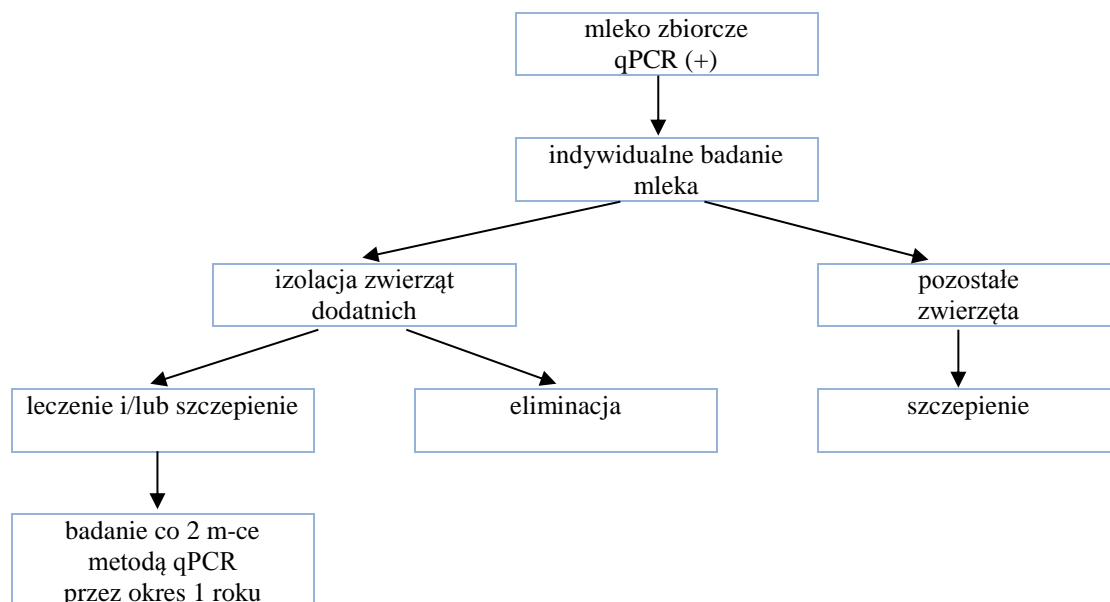 mleko zbiorcze
qPCR (+)
indywidualne badanie
mleka
izolacja zwierząt
dodatnich
pozostałe
zwierzęta
leczenie i/lub szczepienie
eliminacja
szczepienie
badanie co 2 m-ce
metodą qPCR
przez okres 1 roku